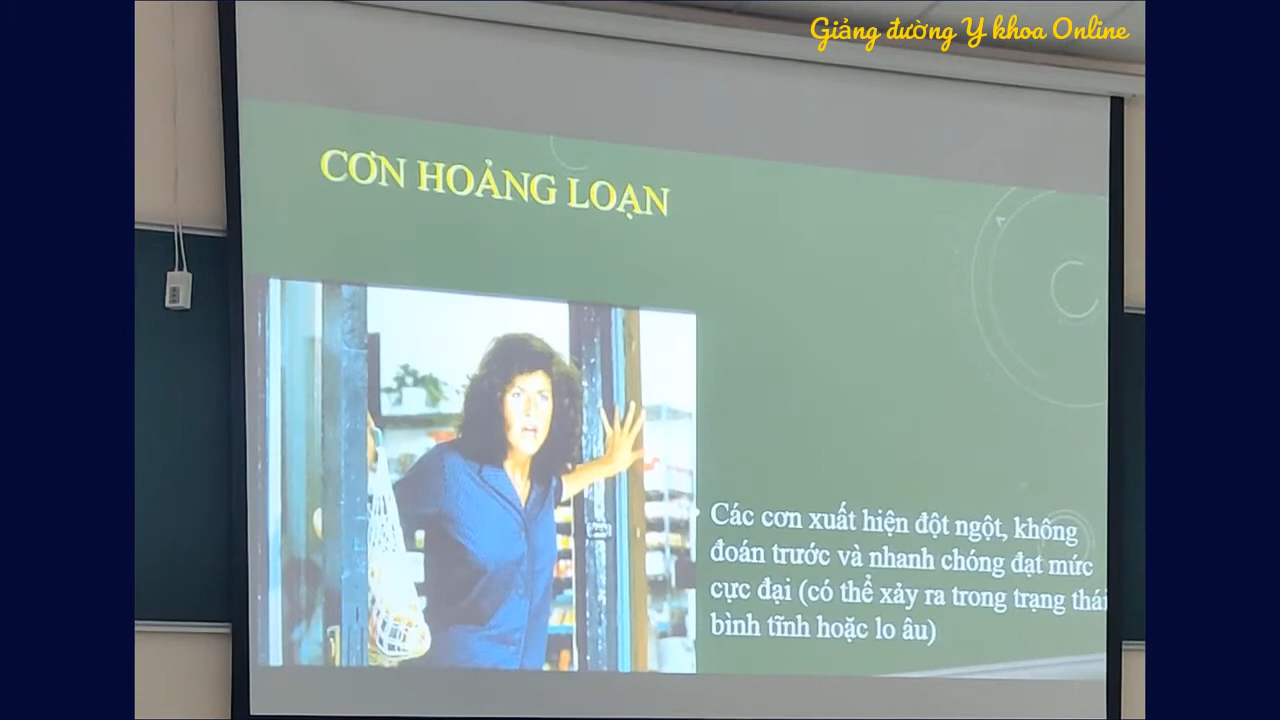 Giảng đường Y khoa Online
CƠN HOẢNG LOẠN
Các cơn xuất hiện đột ngột, không
đoán trước và nhanh chóng đạt mức
cực đại (có thể xảy ra trong trạng thái
bình tĩnh hoặc lo âu)